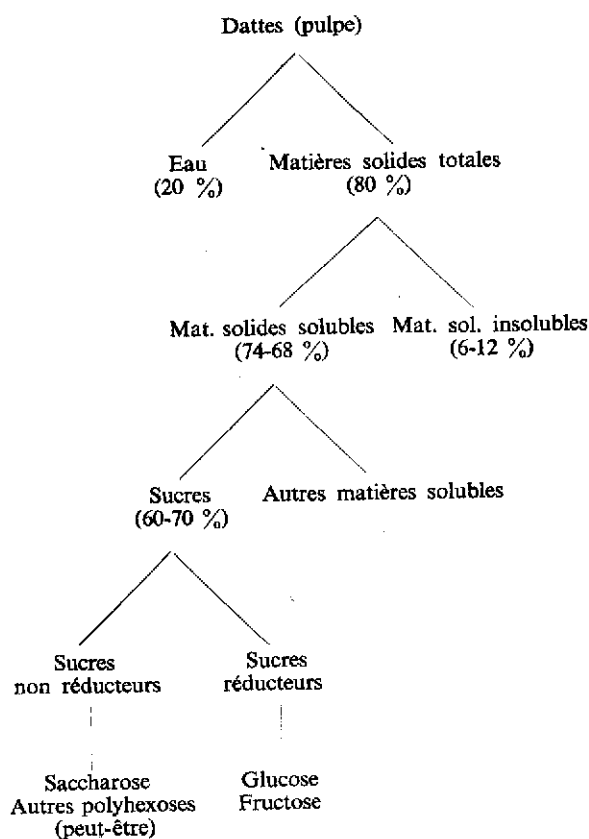 Dattes (pulpe)
Eau
(20 %)
Matières solides totales
(80 %)
Mat. solides solubles
(74-68 %)
Mat. sol. insolubles
(6-12 %)
Sucres
(60-70 %)
Autres matières solubles
Sucres
non réducteurs
Sucres
réducteurs
Saccharose
Autres polyhexoses
(peut-être)
Glucose
Fructose